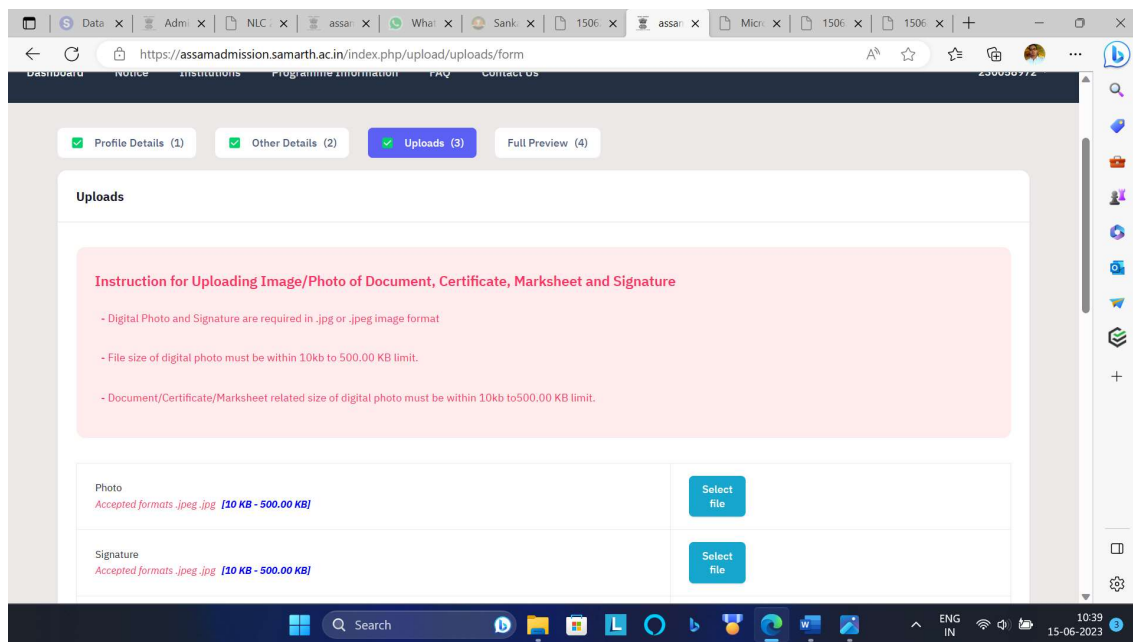 Data
Adm
NLC
assan
What
Sank
1506
assan
Micr
1506
1506
https://assamadmission.samarth.ac.in/index.php/upload/uploads/form
Dashboard Notice Institutions Programme Information FAQ Contact Us
Profile Details (1)
Other Details (2)
Uploads (3)
Full Preview (4)
Uploads
Instruction for Uploading Image/Photo of Document, Certificate, Marksheet and Signature
- Digital Photo and Signature are required in .jpg or .jpeg image format
- File size of digital photo must be within 10kb to 500.00 KB limit.
- Document/Certificate/Marksheet related size of digital photo must be within 10kb to500.00 KB limit.
Photo
Accepted formats .jpeg .jpg [10 KB - 500.00 KB]
Select
file
Signature
Accepted formats .jpeg .jpg [10 KB - 500.00 KB]
Select
file
Search
ENG
IN
10:39
15-06-2023
3